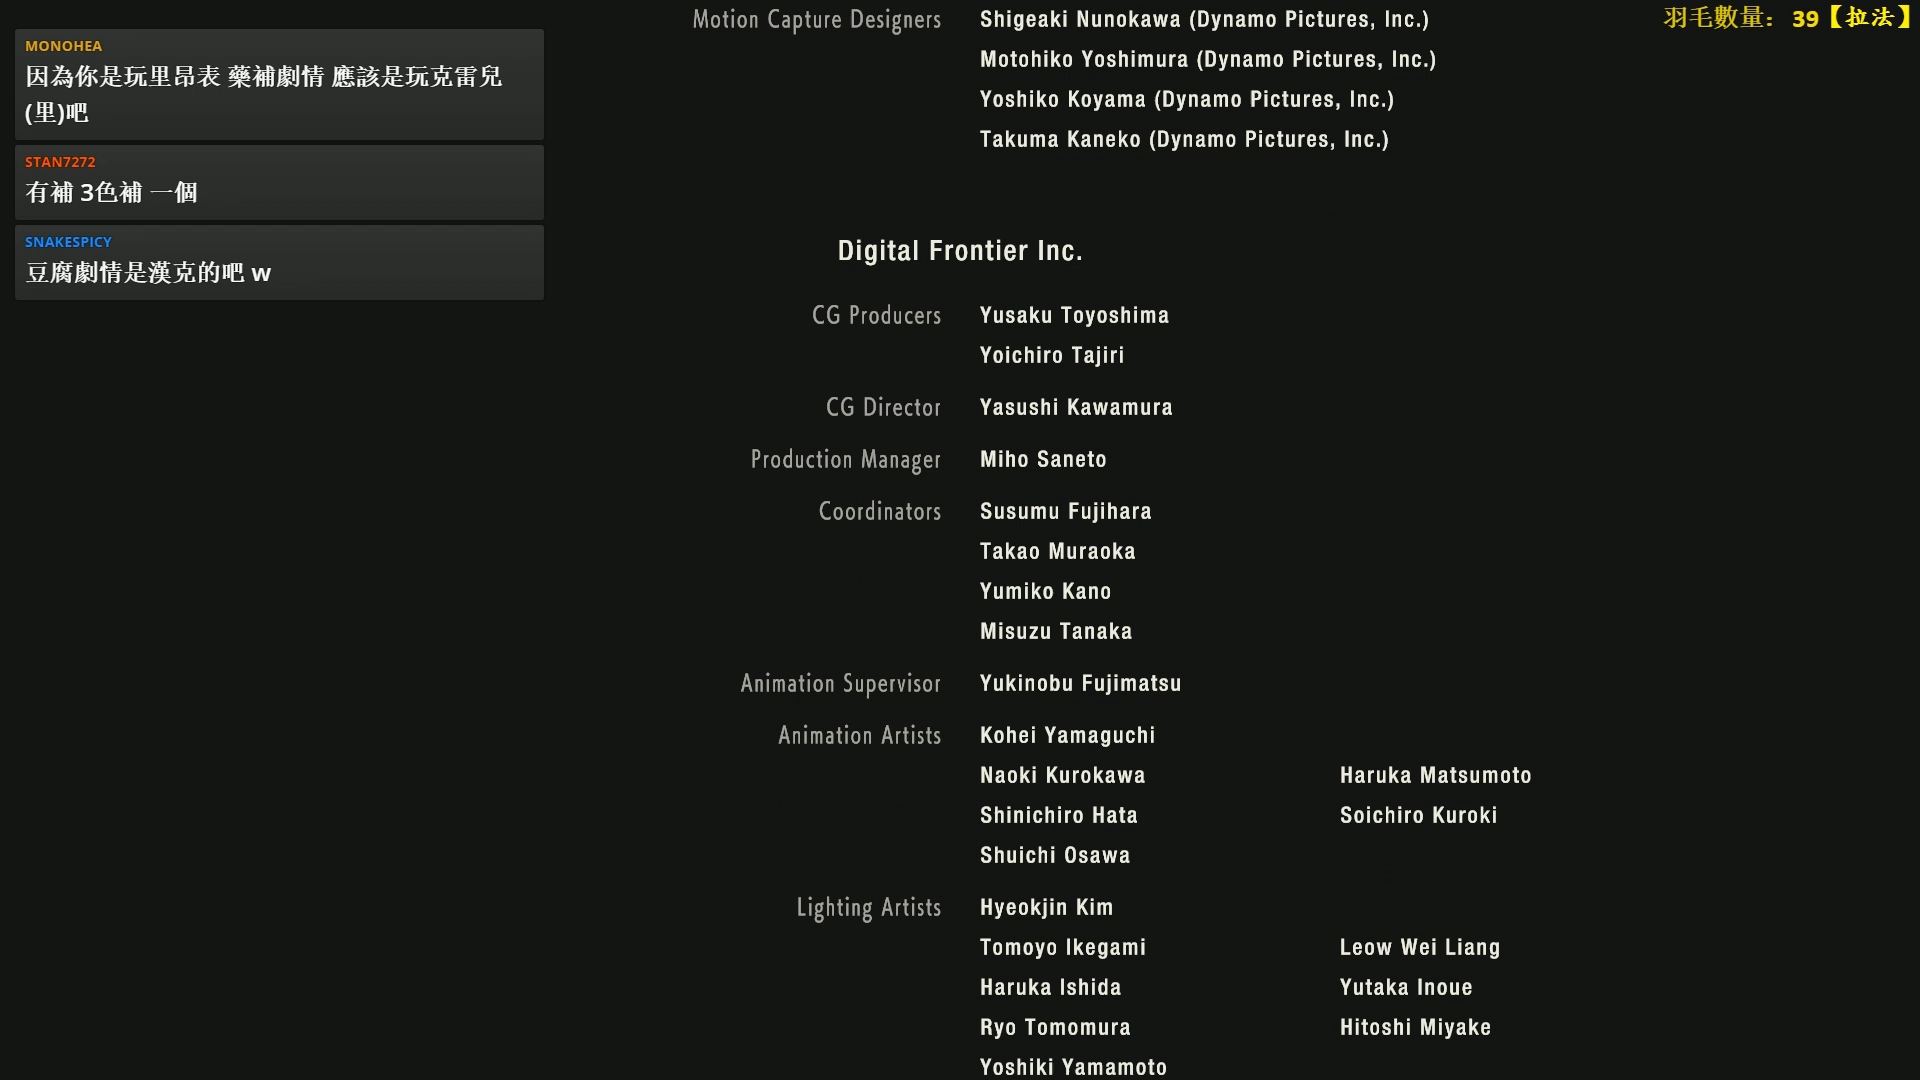 羽毛數量: 39【拉法】
MONOHEA
因為你是玩里昂表 藥補劇情 應該是玩克雷兒
(里)吧
STAN7272
有補 3色補 一個
SNAKESPICY
豆腐劇情是漢克的吧 w
Motion Capture Designers Shigeaki Nunokawa (Dynamo Pictures, Inc.)
Motohiko Yoshimura (Dynamo Pictures, Inc.)
Yoshiko Koyama (Dynamo Pictures, Inc.)
Takuma Kaneko (Dynamo Pictures, Inc.)
Digital Frontier Inc.
CG Producers Yusaku Toyoshima
Yoichiro Tajiri
CG Director Yasushi Kawamura
Production Manager Miho Saneto
Coordinators Susumu Fujihara
Takao Muraoka
Yumiko Kano
Misuzu Tanaka
Animation Supervisor Yukinobu Fujimatsu
Animation Artists Kohei Yamaguchi
Naoki Kurokawa Haruka Matsumoto
Shinichiro Hata Soichiro Kuroki
Shuichi Osawa
Lighting Artists Hyeokjin Kim
Tomoyo Ikegami Leow Wei Liang
Haruka Ishida Yutaka Inoue
Ryo Tomomura Hitoshi Miyake
Yoshiki Yamamoto